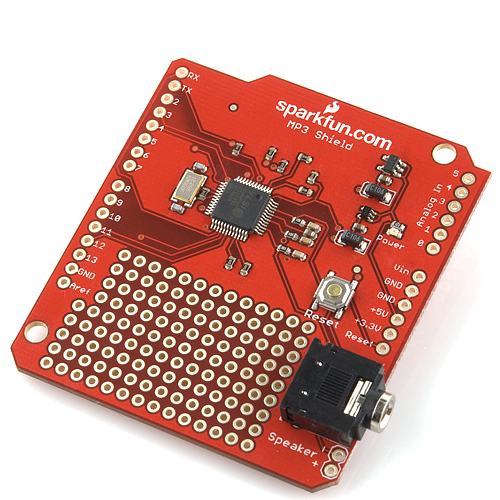 sparkfun.com
MP3 Shield
RX
TX
2
3
4
5
6
7
8
9
10
11
12
13
GND
Aref
5
4
3
2
1
0
Analog In
Power
Vin
GND
GND
+5V
+3.3V
Reset
Reset
Speaker
-
+